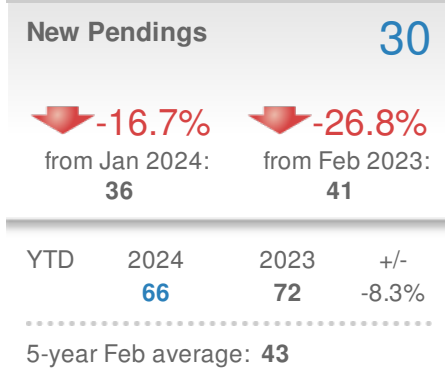 New Pendings 30
-16.7% -26.8%
from Jan 2024: from Feb 2023:
36 41
YTD 2024 2023 +/-
66 72 -8.3%
5-year Feb average: 43